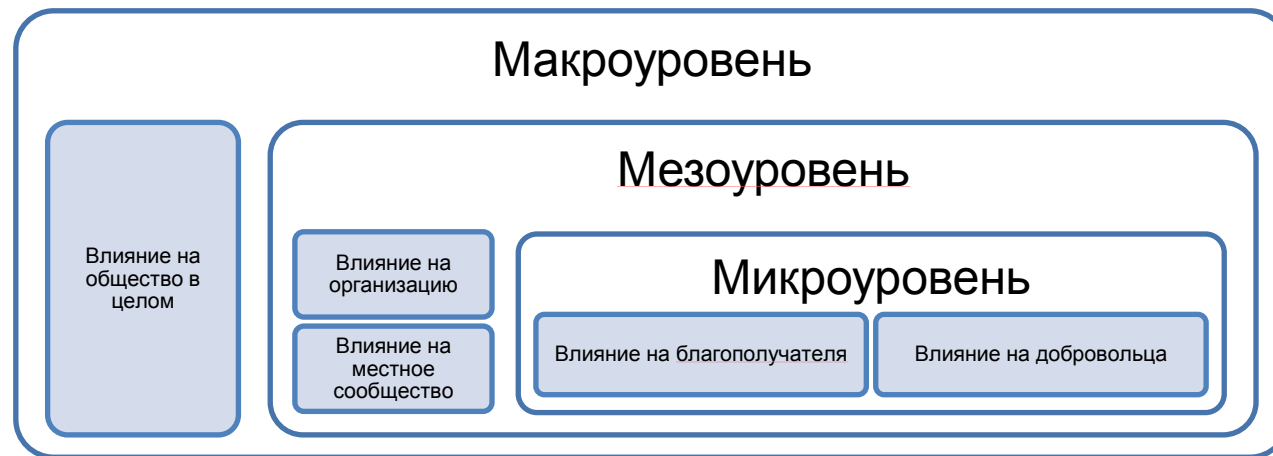 Макроуровень
Влияние на
общество в
целом
Мезоуровень
Влияние на
организацию
Влияние на
местное
сообщество
Микроуровень
Влияние на благополучателя
Влияние на добровольца